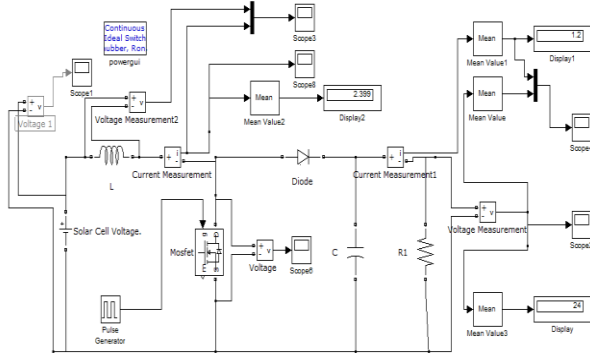 Continuous
Ideal Switch
ubber, Ron.
powergui
Scope3
Scope1
Voltage 1
Voltage Measurement2
Scope8
Mean
Mean Value2
2.399
Display2
Mean
Mean Value1
1.2
Display1
Mean
Mean Value
Scope
L
Current Measurement
Diode
Current Measurement1
Solar Cell Voltage.
Mosfet
Voltage
Scope6
C
R1
Voltage Measurement
Pulse
Generator
Mean
Mean Value3
24
Display